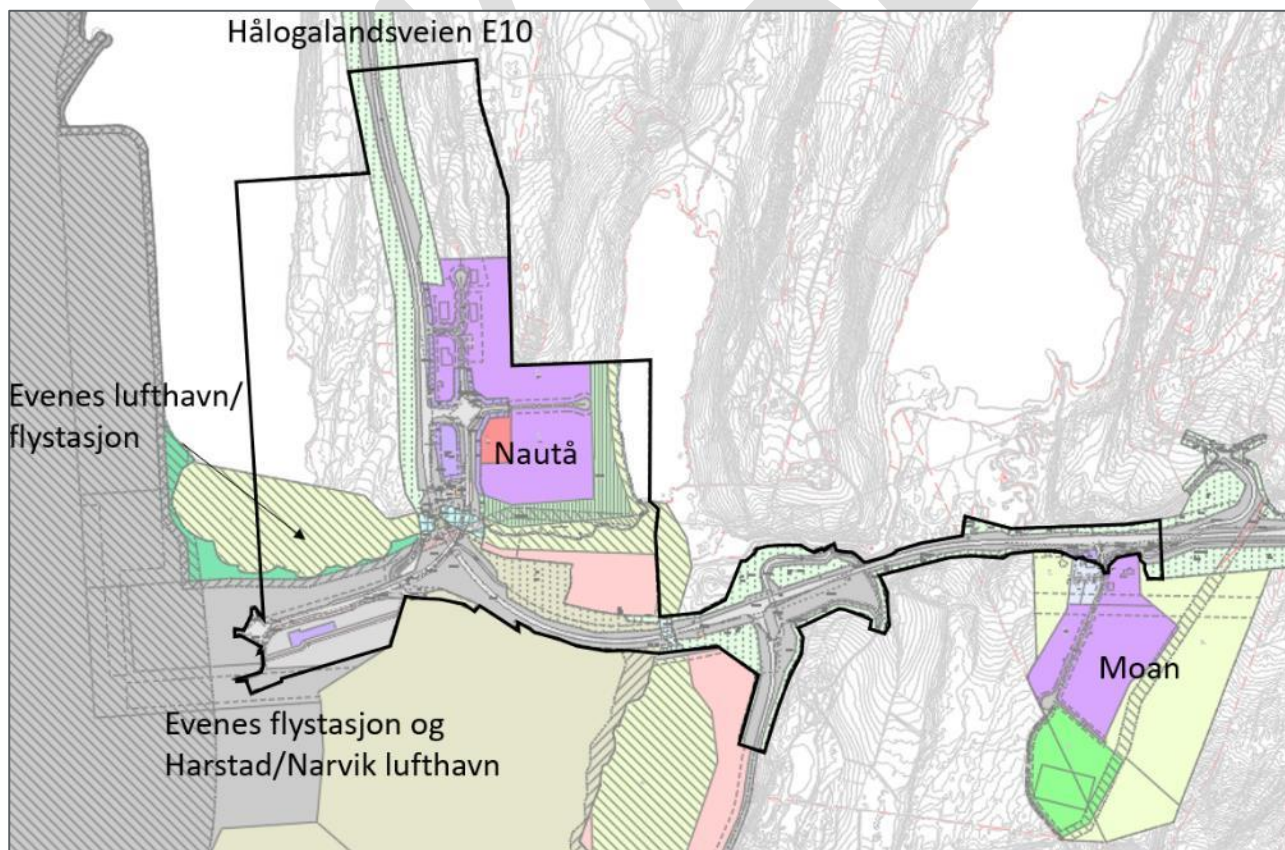 Hålogalandsveien E10
Evenes lufthavn/
flystasjon
Nautå
Moan
Evenes flystasjon og
Harstad/Narvik lufthavn